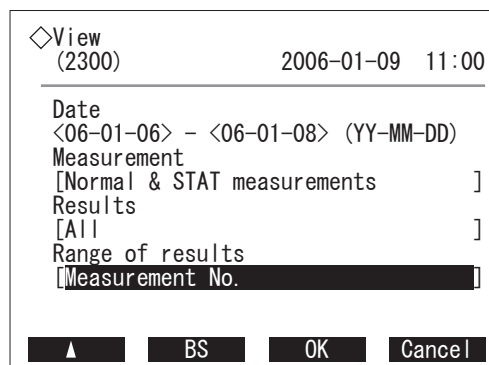 ◇View
(2300) 2006-01-09 11:00
Date
<06-01-06> - <06-01-08> (YY-MM-DD)
Measurement
[Normal & STAT measurements ]
Results
[All ]
Range of results
[Measurement No. ]
▲ BS OK Cancel